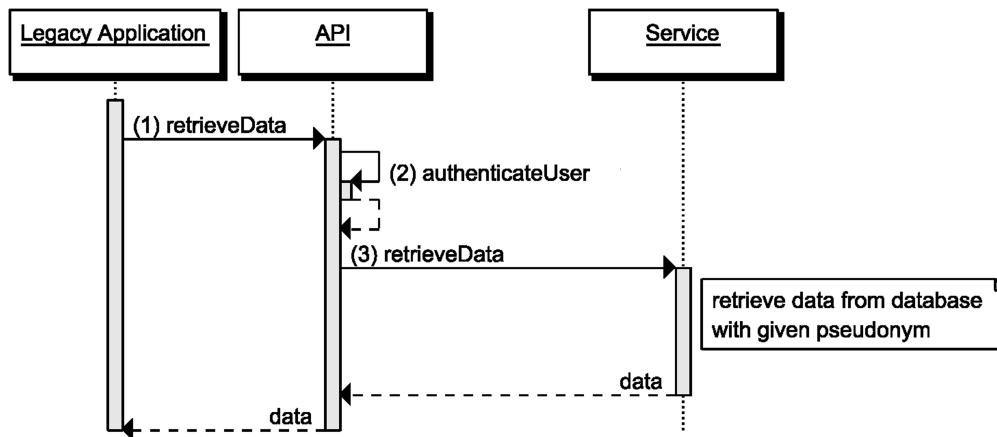 Legacy Application
API
Service
(1) retrieveData
(2) authenticateUser
(3) retrieveData
retrieve data from database
with given pseudonym
data
data